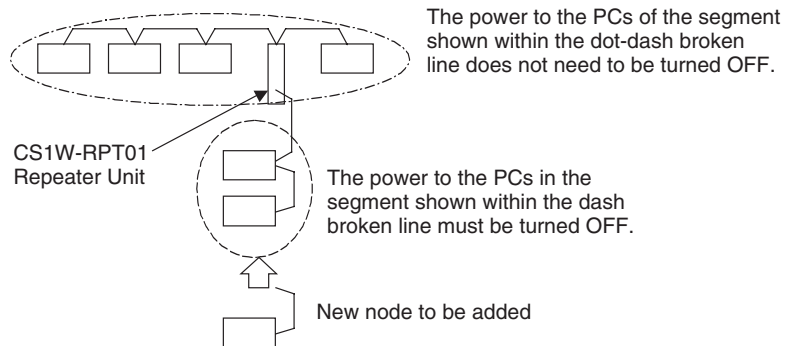 The power to the PCs of the segment
shown within the dot-dash broken
line does not need to be turned OFF.
CS1W-RPT01
Repeater Unit
The power to the PCs in the
segment shown within the dash
broken line must be turned OFF.
New node to be added